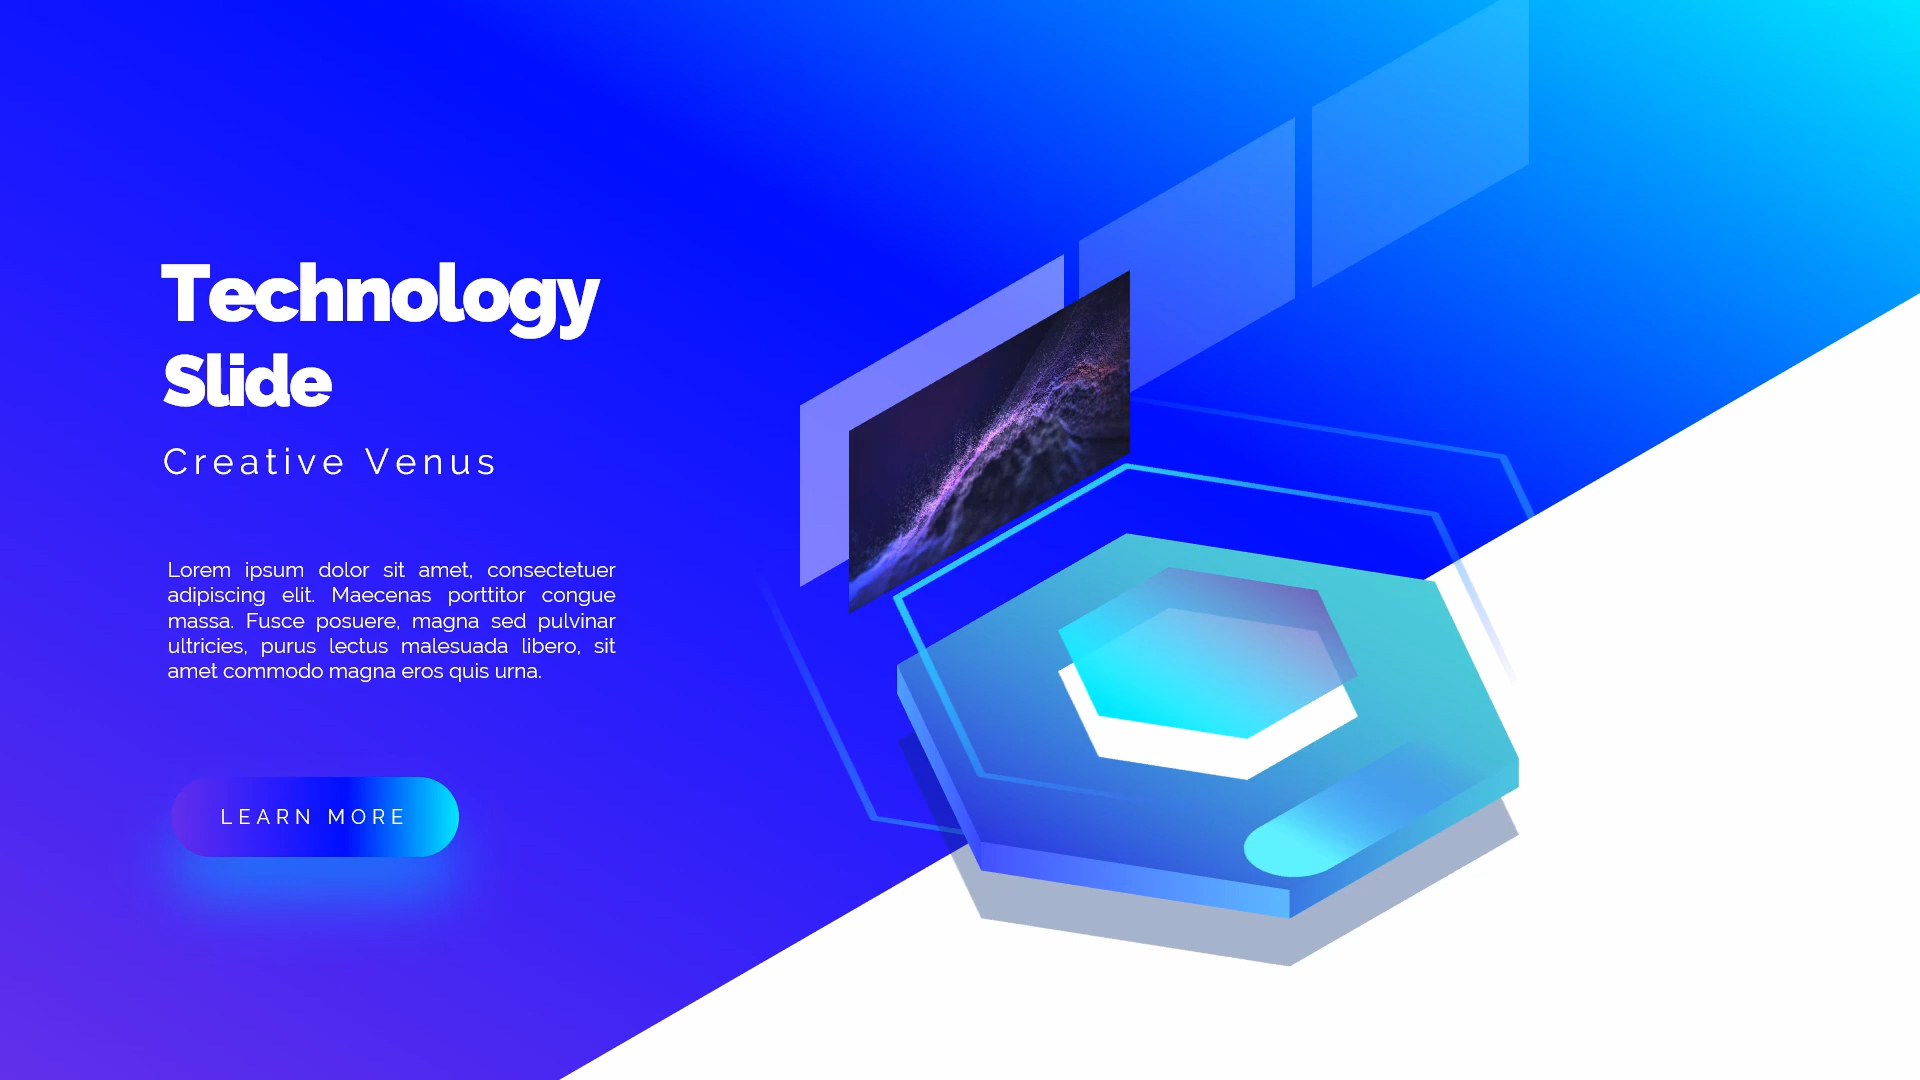 Technology
Slide
Creative Venus
Lorem ipsum dolor sit amet, consectetuer
adipiscing elit. Maecenas porttitor congue
massa. Fusce posuere, magna sed pulvinar
ultricies, purus lectus malesuada libero, sit
amet commodo magna eros quis urna.
LEARN MORE